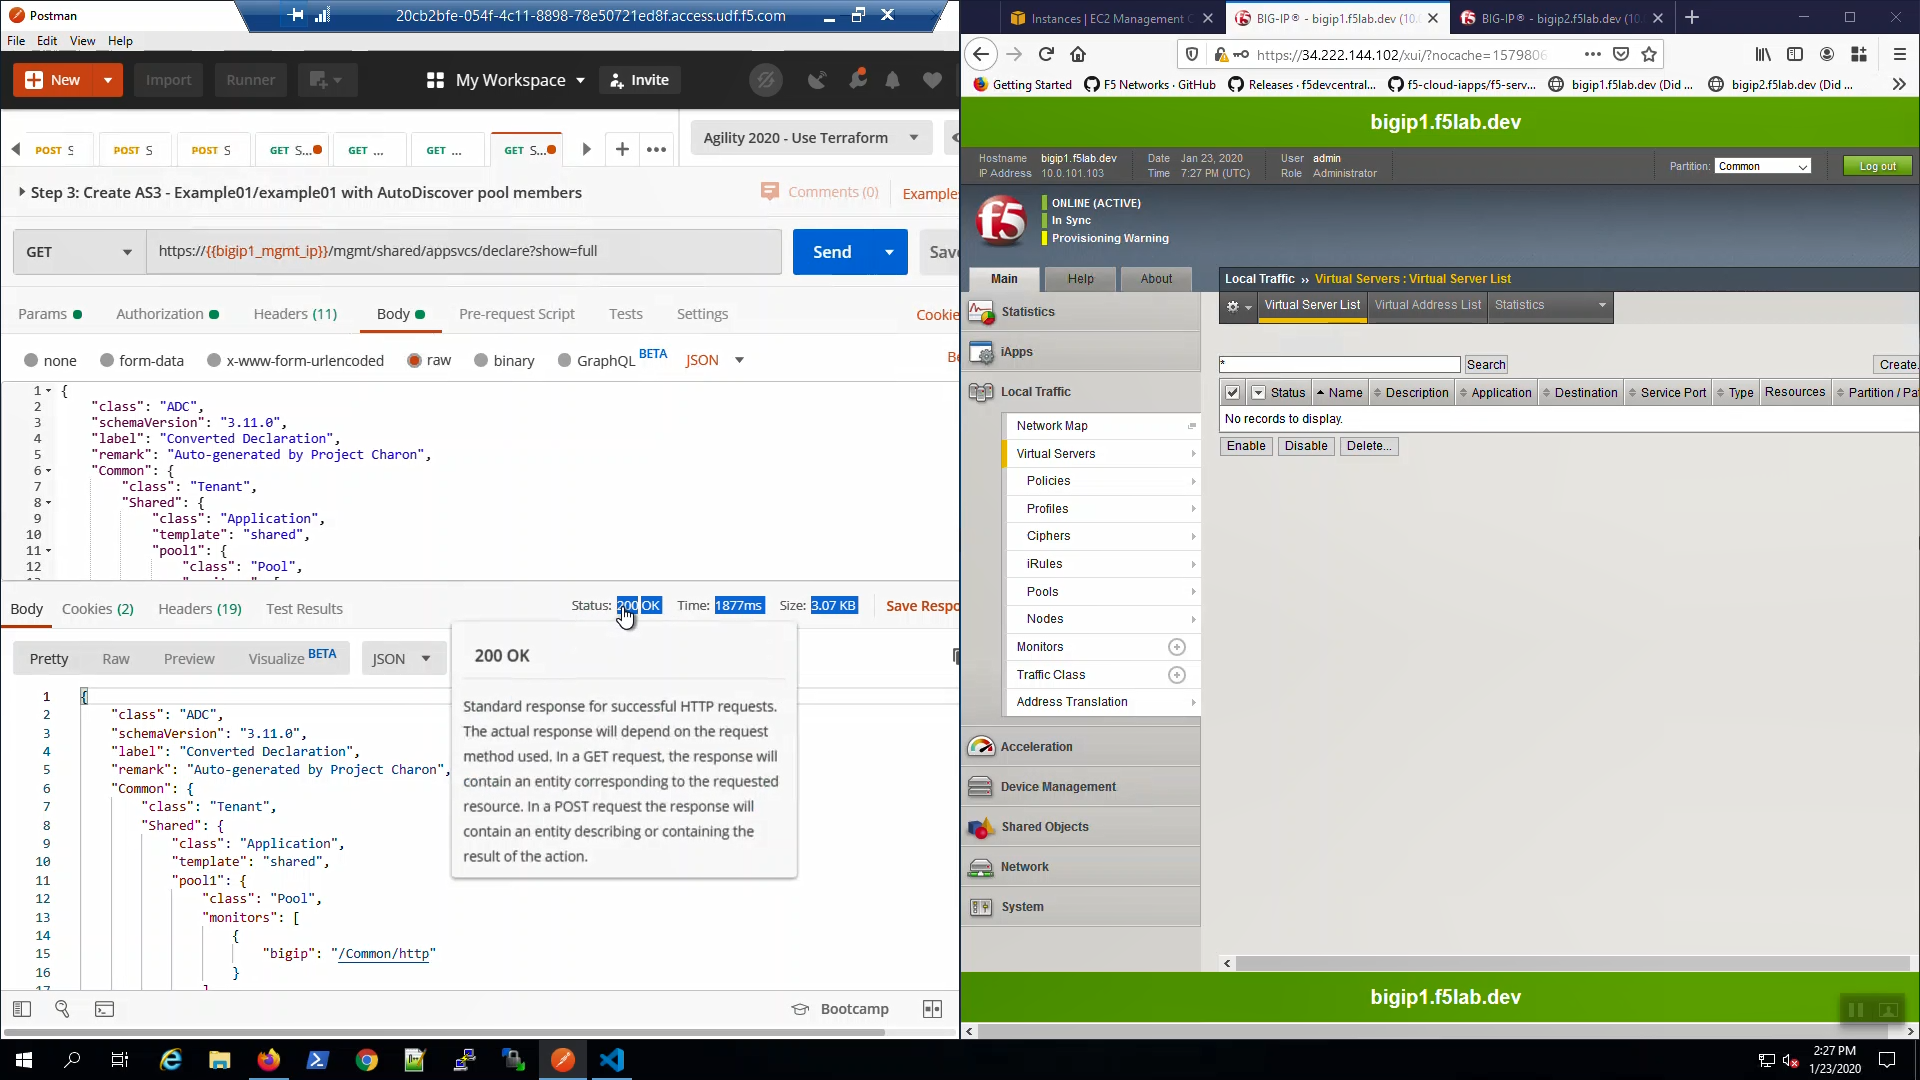 Postman
20cb2bfe-054f-4c11-8898-78e50721ed8f.access.udf.f5.com
File Edit View Help
New Import Runner My Workspace Invite
POST S POST S POST S GET S... GET ... GET ... GET S...
Agility 2020 - Use Terraform
Step 3: Create AS3 - Example01/example01 with AutoDiscover pool members
Comments (0) Examples
GET https://{{bigip1_mgmt_ip}}/mgmt/shared/appsvcs/declare?show=full Send Save
Params Authorization Headers (11) Body Pre-request Script Tests Settings Cookie
none form-data x-www-form-urlencoded raw binary GraphQL BETA JSON Be
1 {
2 "class": "ADC",
3 "schemaVersion": "3.11.0",
4 "label": "Converted Declaration",
5 "remark": "Auto-generated by Project Charon",
6 "Common": {
7 "class": "Tenant",
8 "Shared": {
9 "class": "Application",
10 "template": "shared",
11 "pool1": {
12 "class": "Pool",
Body Cookies (2) Headers (19) Test Results Status: 200 OK Time: 1877ms Size: 3.07 KB Save Respo
Pretty Raw Preview Visualize BETA JSON
200 OK
Standard response for successful HTTP requests.
The actual response will depend on the request
method used. In a GET request, the response will
contain an entity corresponding to the requested
resource. In a POST request the response will
contain an entity describing or containing the
result of the action.
1 {
2 "class": "ADC",
3 "schemaVersion": "3.11.0",
4 "label": "Converted Declaration",
5 "remark": "Auto-generated by Project Charon",
6 "Common": {
7 "class": "Tenant",
8 "Shared": {
9 "class": "Application",
10 "template": "shared",
11 "pool1": {
12 "class": "Pool",
13 "monitors": [
14 {
15 "bigip": "/Common/http"
16 }
17 ]
Bootcamp
Instances | EC2 Management C
BIG-IP® - bigip1.f5lab.dev (10.
BIG-IP® - bigip2.f5lab.dev (10.
https://34.222.144.102/xui/?nocache=1579806
Getting Started F5 Networks · GitHub Releases · f5devcentral... f5-cloud-iapps/f5-serv... bigip1.f5lab.dev (Did ... bigip2.f5lab.dev (Did ...
bigip1.f5lab.dev
Hostname bigip1.f5lab.dev Date Jan 23, 2020 User admin
IP Address 10.0.101.103 Time 7:27 PM (UTC) Role Administrator
Partition: Common Log out
f5
ONLINE (ACTIVE)
In Sync
Provisioning Warning
Main Help About
Local Traffic ›› Virtual Servers : Virtual Server List
Virtual Server List Virtual Address List Statistics
Statistics
iApps
Local Traffic
Network Map
Virtual Servers
Policies
Profiles
Ciphers
iRules
Pools
Nodes
Monitors
Traffic Class
Address Translation
Acceleration
Device Management
Shared Objects
Network
System
* Search Create.
Status Name Description Application Destination Service Port Type Resources Partition / Pa
No records to display.
Enable Disable Delete...
bigip1.f5lab.dev
2:27 PM
1/23/2020